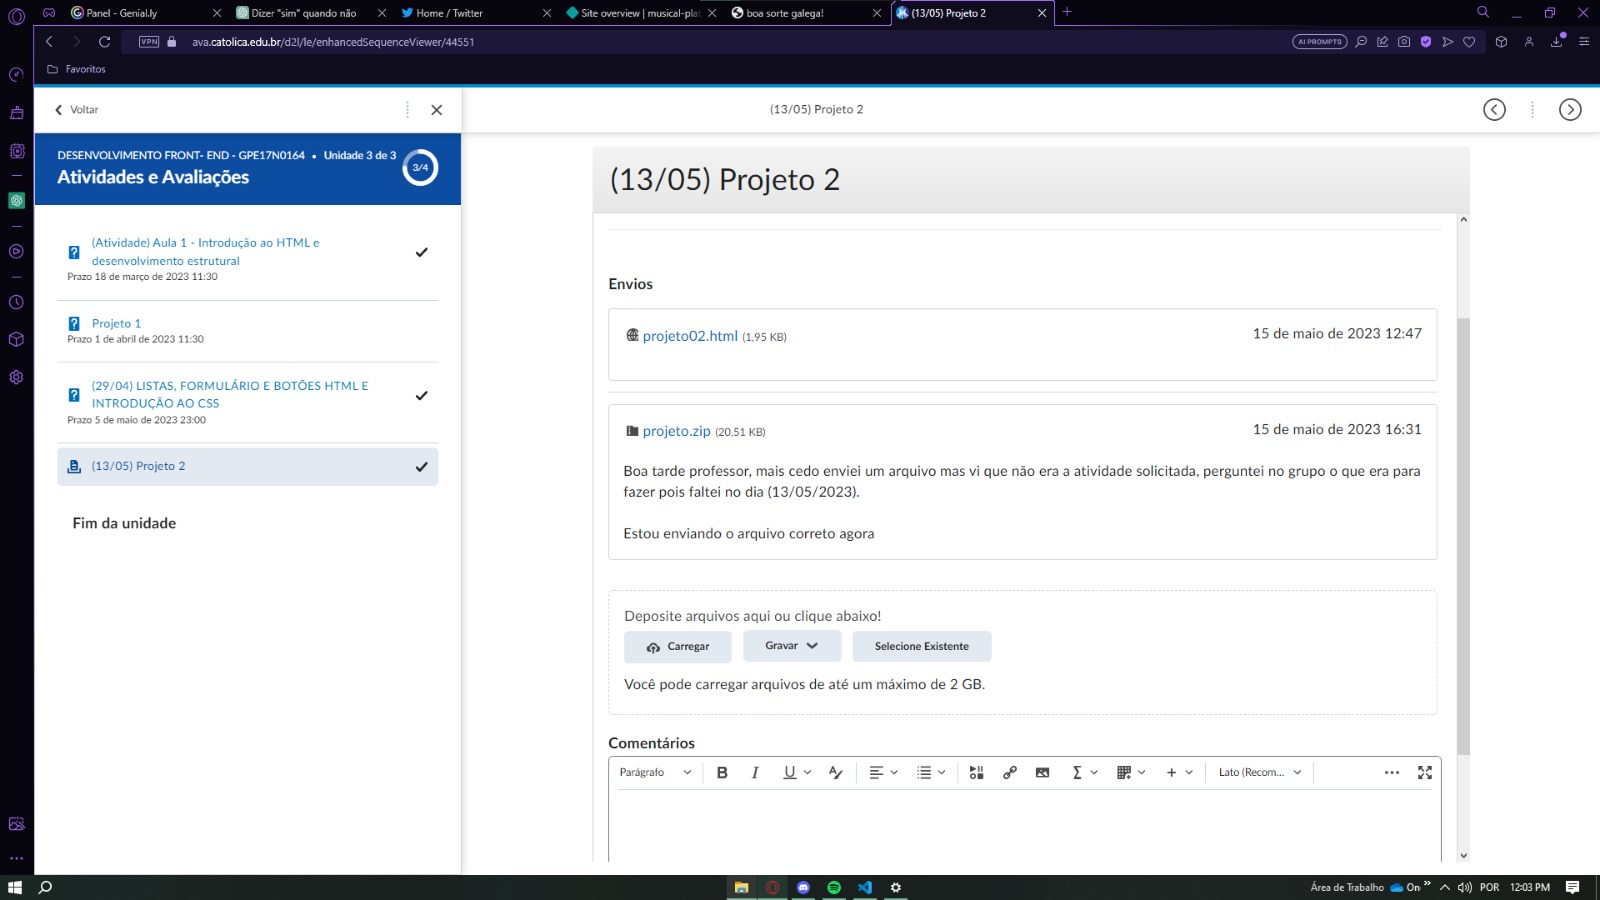 Panel - Genial.ly
Dizer "sim" quando não
Home / Twitter
Site overview | musical-pla
boa sorte galega!
(13/05) Projeto 2
VPN
ava.catolica.edu.br/d2l/le/enhancedSequenceViewer/44551
AI PROMPTS
Favoritos
Voltar
(13/05) Projeto 2
DESENVOLVIMENTO FRONT- END - GPE17N0164 • Unidade 3 de 3
Atividades e Avaliações
3/4
(Atividade) Aula 1 - Introdução ao HTML e
desenvolvimento estrutural
Prazo 18 de março de 2023 11:30
Projeto 1
Prazo 1 de abril de 2023 11:30
(29/04) LISTAS, FORMULÁRIO E BOTÕES HTML E
INTRODUÇÃO AO CSS
Prazo 5 de maio de 2023 23:00
(13/05) Projeto 2
Fim da unidade
(13/05) Projeto 2
Envios
projeto02.html (1,95 KB)
15 de maio de 2023 12:47
projeto.zip (20,51 KB)
15 de maio de 2023 16:31
Boa tarde professor, mais cedo enviei um arquivo mas vi que não era a atividade solicitada, perguntei no grupo o que era para
fazer pois faltei no dia (13/05/2023).
Estou enviando o arquivo correto agora
Deposite arquivos aqui ou clique abaixo!
Carregar
Gravar
Selecione Existente
Você pode carregar arquivos de até um máximo de 2 GB.
Comentários
Parágrafo
B I U
Lato (Recom...
Área de Trabalho
On
POR
12:03 PM